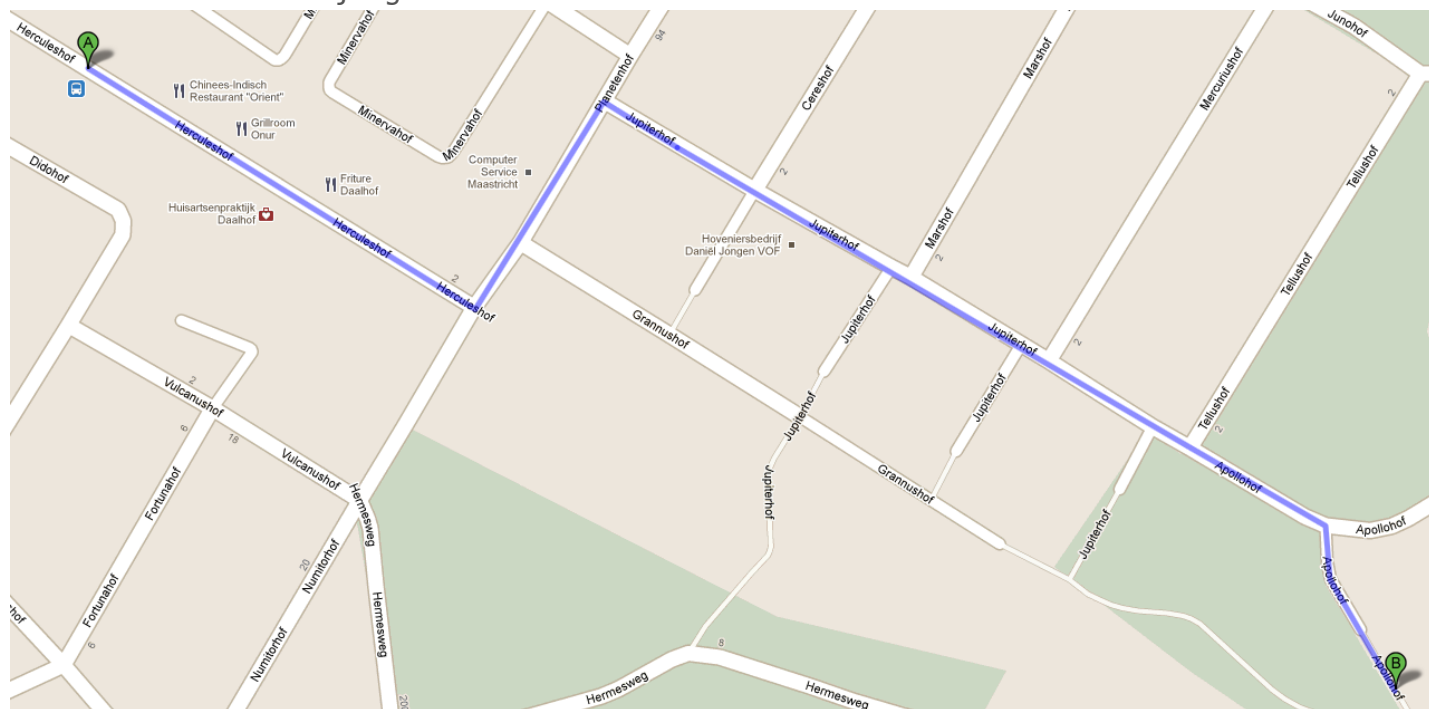 Herculeshof
A
Chinees-Indisch
Restaurant "Orient"
Grillroom
Onur
Herculeshof
Friture
Daalhof
Huisartsenpraktijk
Daalhof
Herculeshof
2
Herculeshof
Didohof
Minervahof
Minervahof
Minervahof
Computer
Service
Maastricht
94
Planetenhof
Jupiterhof
Cereshof
2
Marshof
Marshof
2
Mercuriushof
2
Junohof
2
Tellushof
Tellushof
Tellushof
2
Hoveniersbedrijf
Daniël Jongen VOF
Jupiterhof
Jupiterhof
Jupiterhof
Jupiterhof
Jupiterhof
Jupiterhof
Jupiterhof
Grannushof
Grannushof
Apollohof
Apollohof
Apollohof
B
Apollohof
Vulcanushof
2
18
Vulcanushof
6
Fortunahof
Fortunahof
6
20
Numitorhof
Numitorhof
Hermesweg
Hermesweg
200
8
Hermesweg
Hermesweg